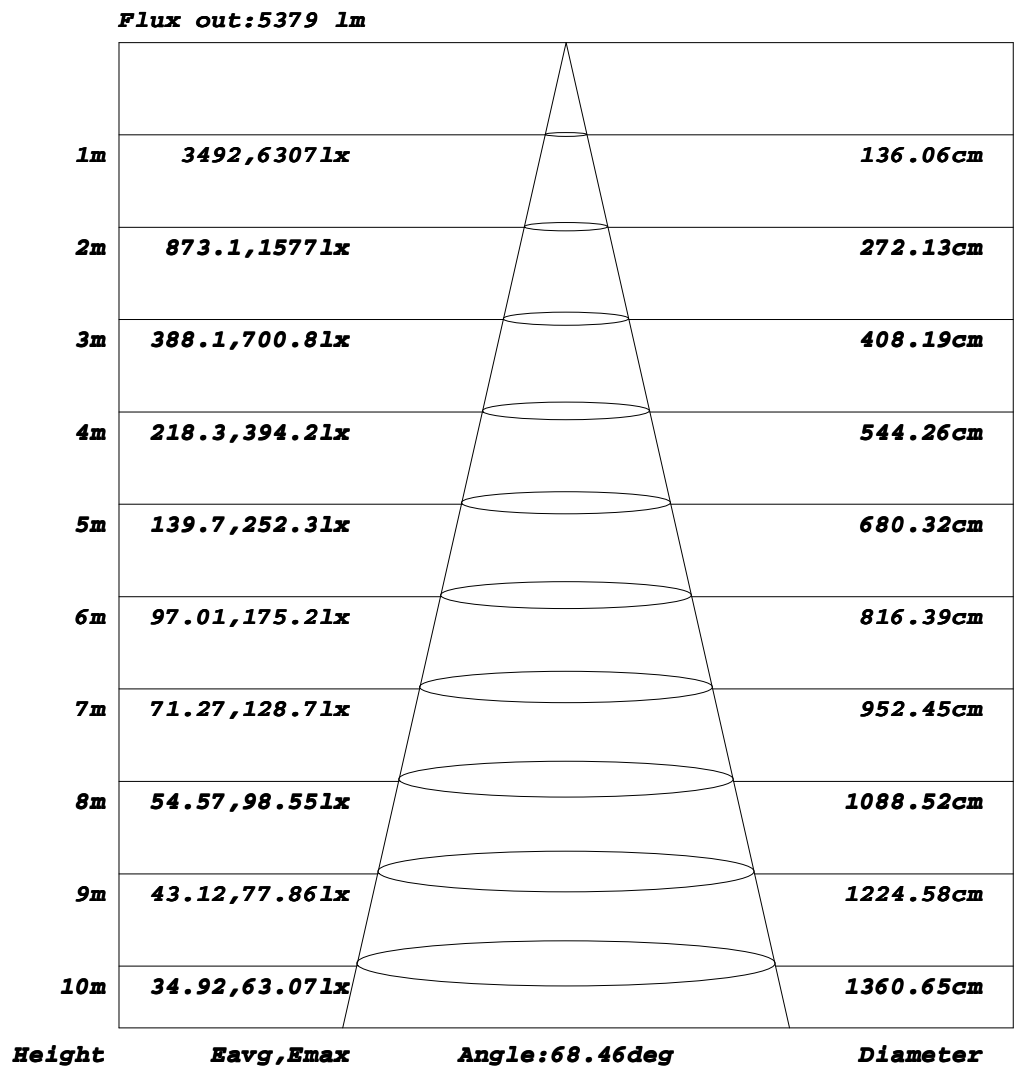 Flux out:5379 lm
1m 3492,6307lx 136.06cm
2m 873.1,1577lx 272.13cm
3m 388.1,700.8lx 408.19cm
4m 218.3,394.2lx 544.26cm
5m 139.7,252.3lx 680.32cm
6m 97.01,175.2lx 816.39cm
7m 71.27,128.7lx 952.45cm
8m 54.57,98.55lx 1088.52cm
9m 43.12,77.86lx 1224.58cm
10m 34.92,63.07lx 1360.65cm
Height Eavg,Emax Angle:68.46deg Diameter